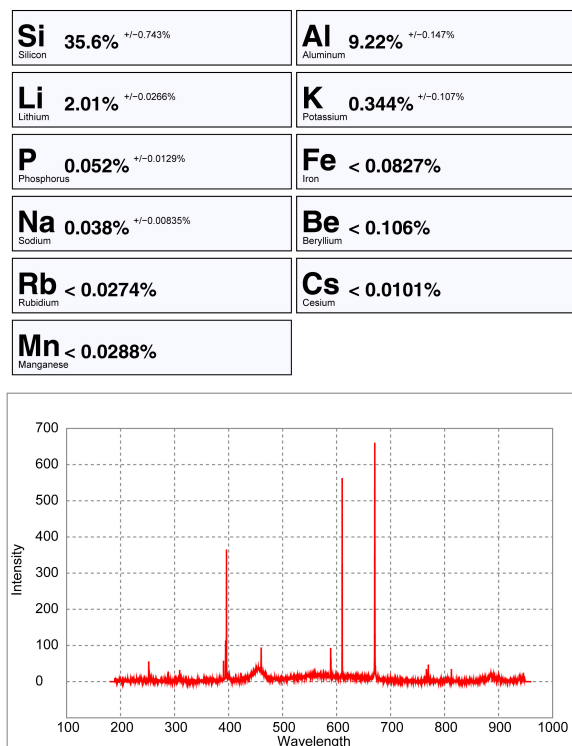 Si 35.6% +/-0.743%
Silicon
Al 9.22% +/-0.147%
Aluminum
Li 2.01% +/-0.0266%
Lithium
K 0.344% +/-0.107%
Potassium
P 0.052% +/-0.0129%
Phosphorus
Fe < 0.0827%
Iron
Na 0.038% +/-0.00835%
Sodium
Be < 0.106%
Beryllium
Rb < 0.0274%
Rubidium
Cs < 0.0101%
Cesium
Mn < 0.0288%
Manganese
700
600
500
400
300
200
100
0
Intensity
100 200 300 400 500 600 700 800 900 1000
Wavelength